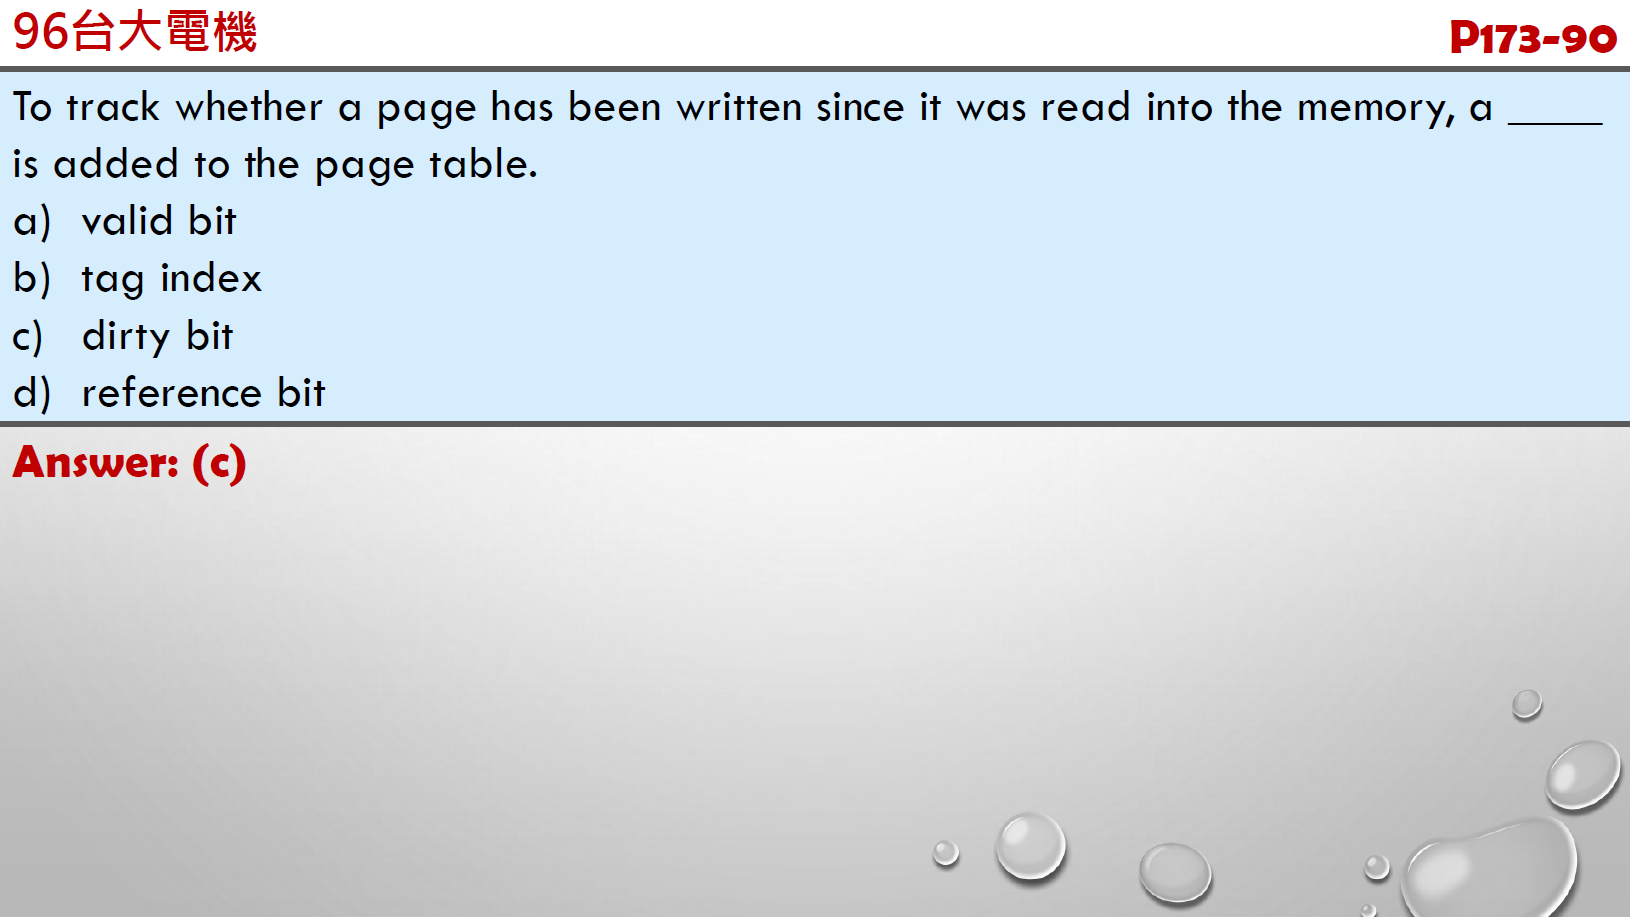 96台大電機
P173-90
To track whether a page has been written since it was read into the memory, a _____
is added to the page table.
a) valid bit
b) tag index
c) dirty bit
d) reference bit
Answer: (c)